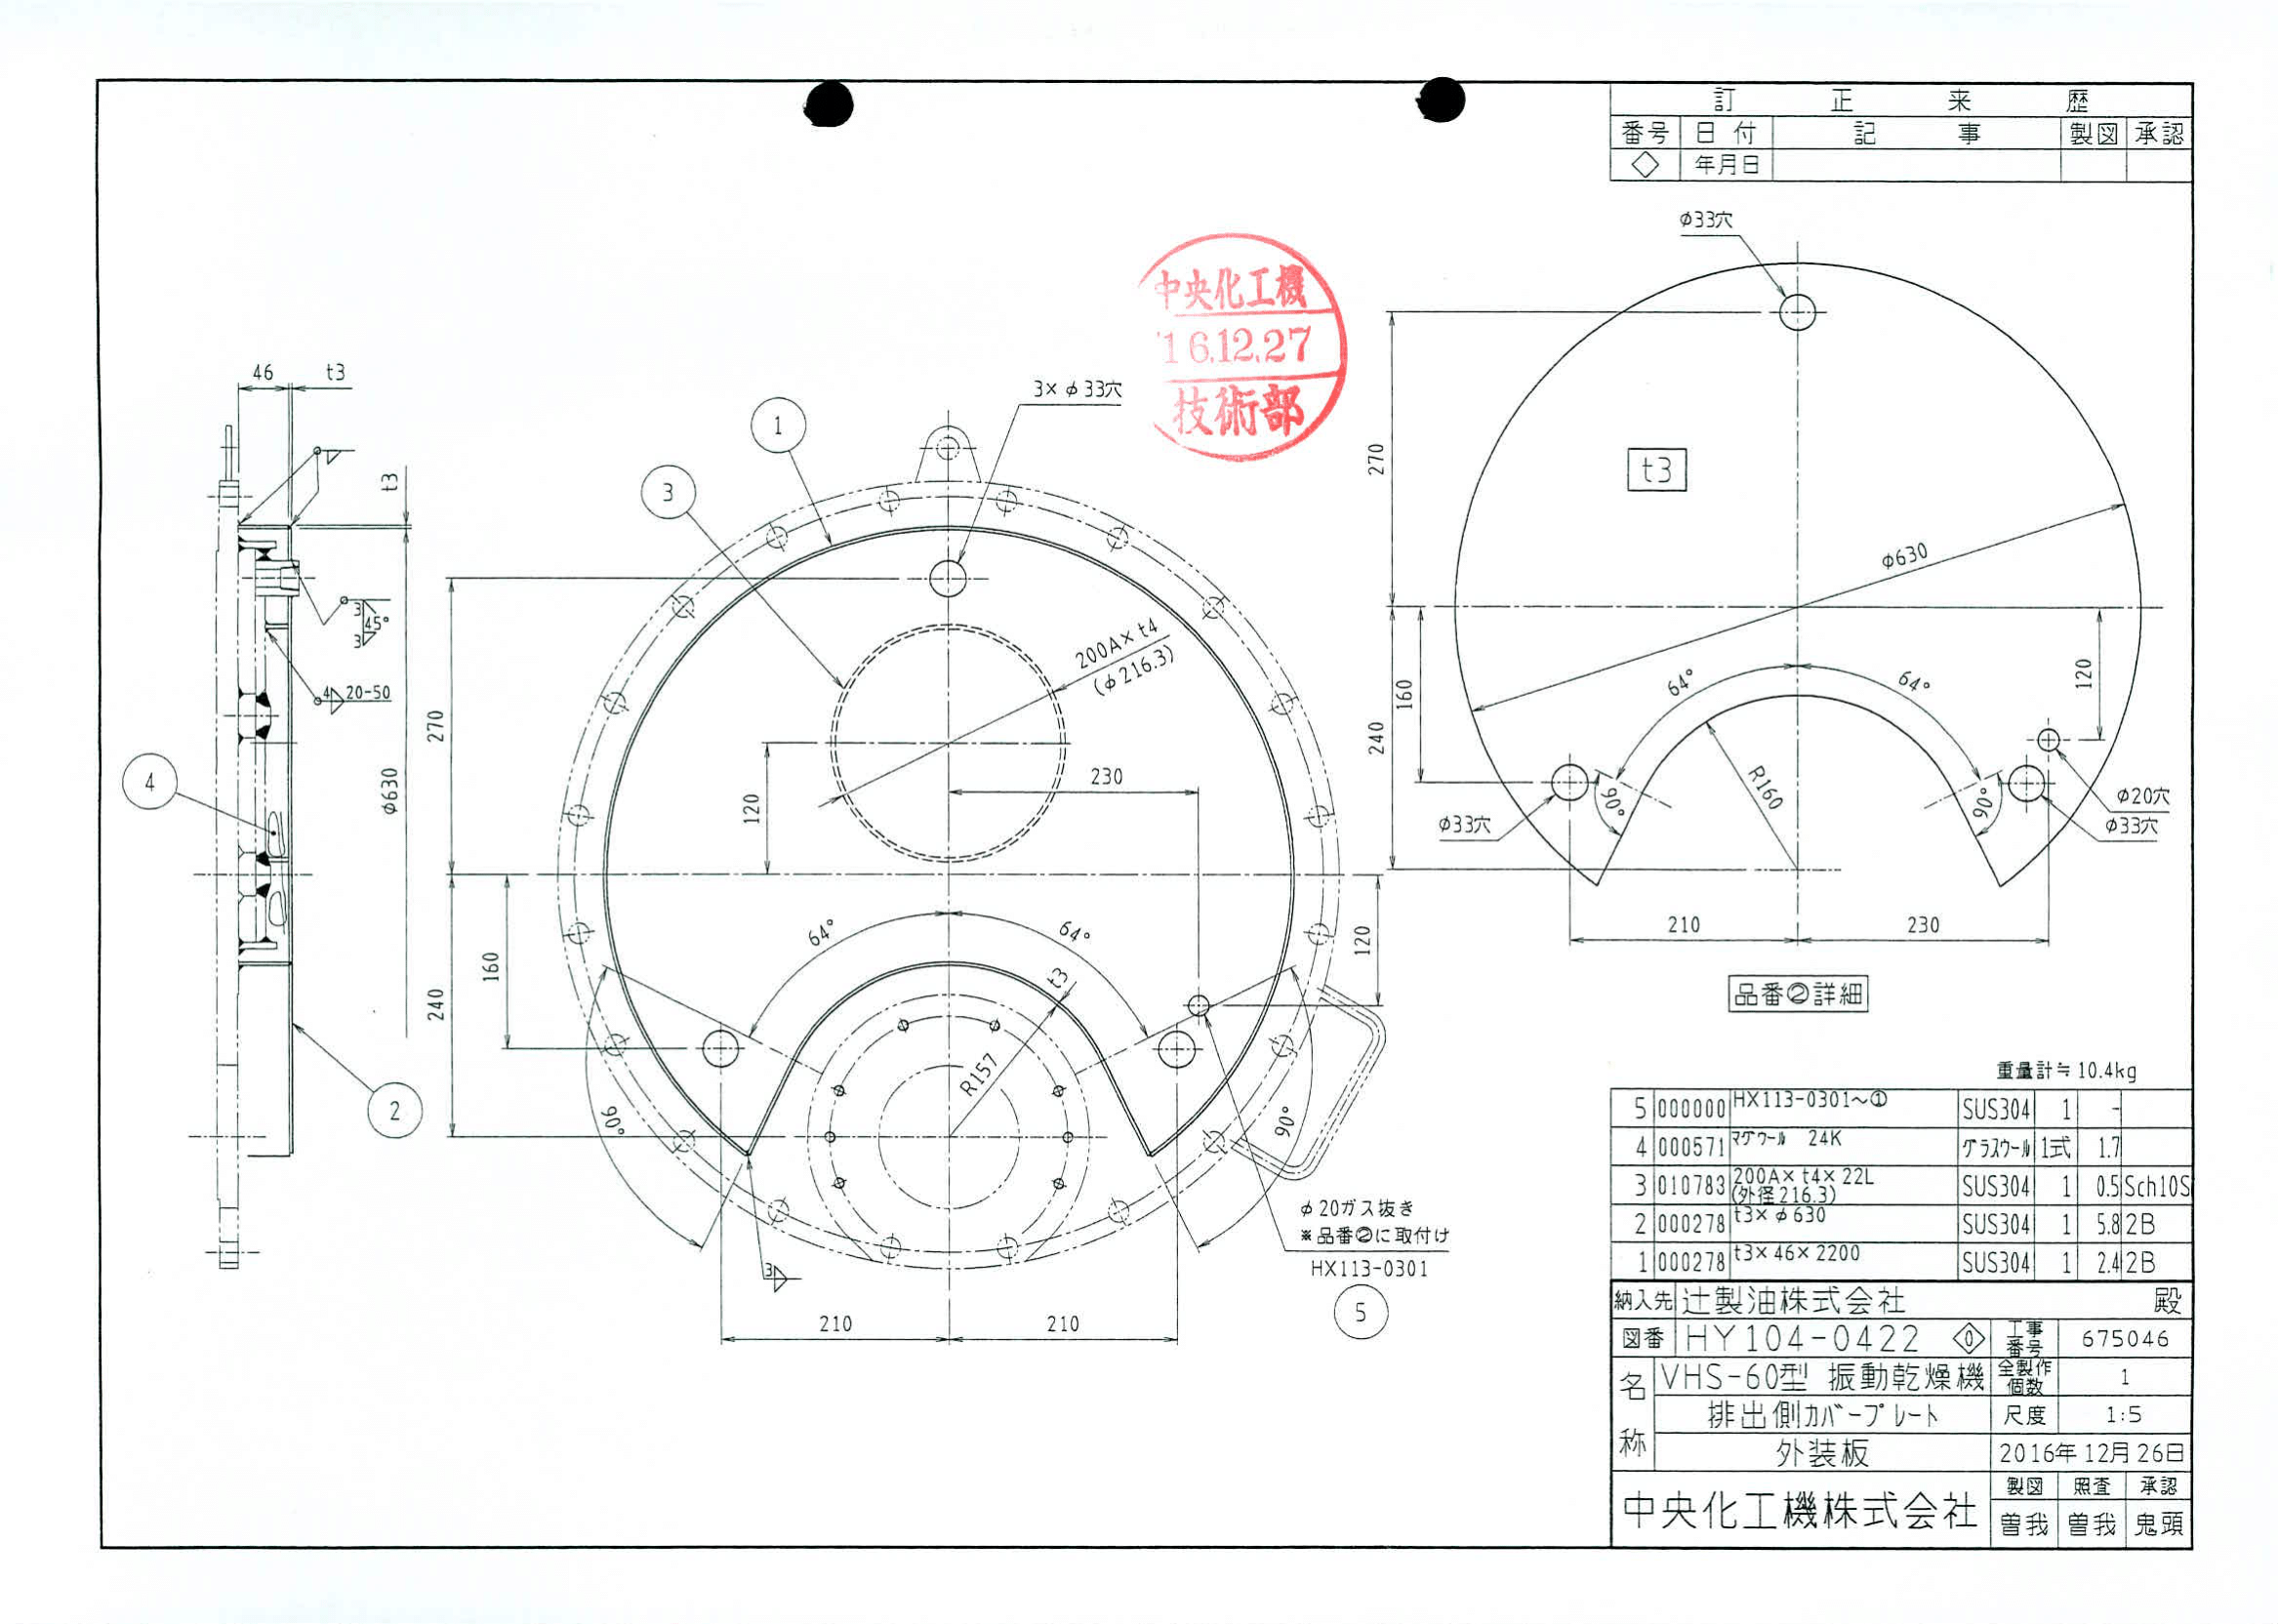 訂正来歴
番号 日付 記事 製図 承認
◇ 年月日
中央化工機
'16.12.27
技術部
φ33穴
270
t3
φ630
240
160
64°
64°
120
90°
R160
90°
φ33穴
φ20穴
φ33穴
210
230
品番②詳細
46
t3
t3
3
45°
3
4 20-50
φ630
4
2
1
3
3×φ33穴
200A×t4
(φ216.3)
270
120
230
240
160
64°
64°
120
t3
R157
90°
90°
3
210
210
φ20ガス抜き
※品番②に取付け
HX113-0301
5
重量計≒10.4kg
5 000000 HX113-0301~① SUS304 1 -
4 000571 マグウール 24K グラスウール 1式 1.7
3 010783 200A×t4×22L (外径216.3) SUS304 1 0.5 Sch10S
2 000278 t3×φ630 SUS304 1 5.8 2B
1 000278 t3×46×2200 SUS304 1 2.4 2B
納入先 辻製油株式会社 殿
図番 HY104-0422 ◇0 工事番号 675046
名称 VHS-60型 振動乾燥機 全製作個数 1
排出側カバープレート 尺度 1:5
外装板 2016年12月26日
中央化工機株式会社 製図 照査 承認
曽我 曽我 鬼頭